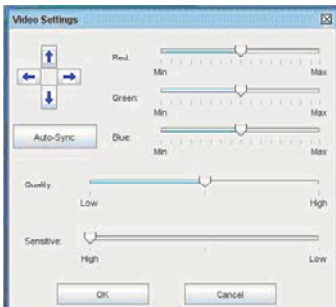 Video Settings
Red:
Min Max
Green:
Min Max
Auto-Sync
Blue:
Min Max
Quality:
Low High
Sensitive:
High Low
OK Cancel